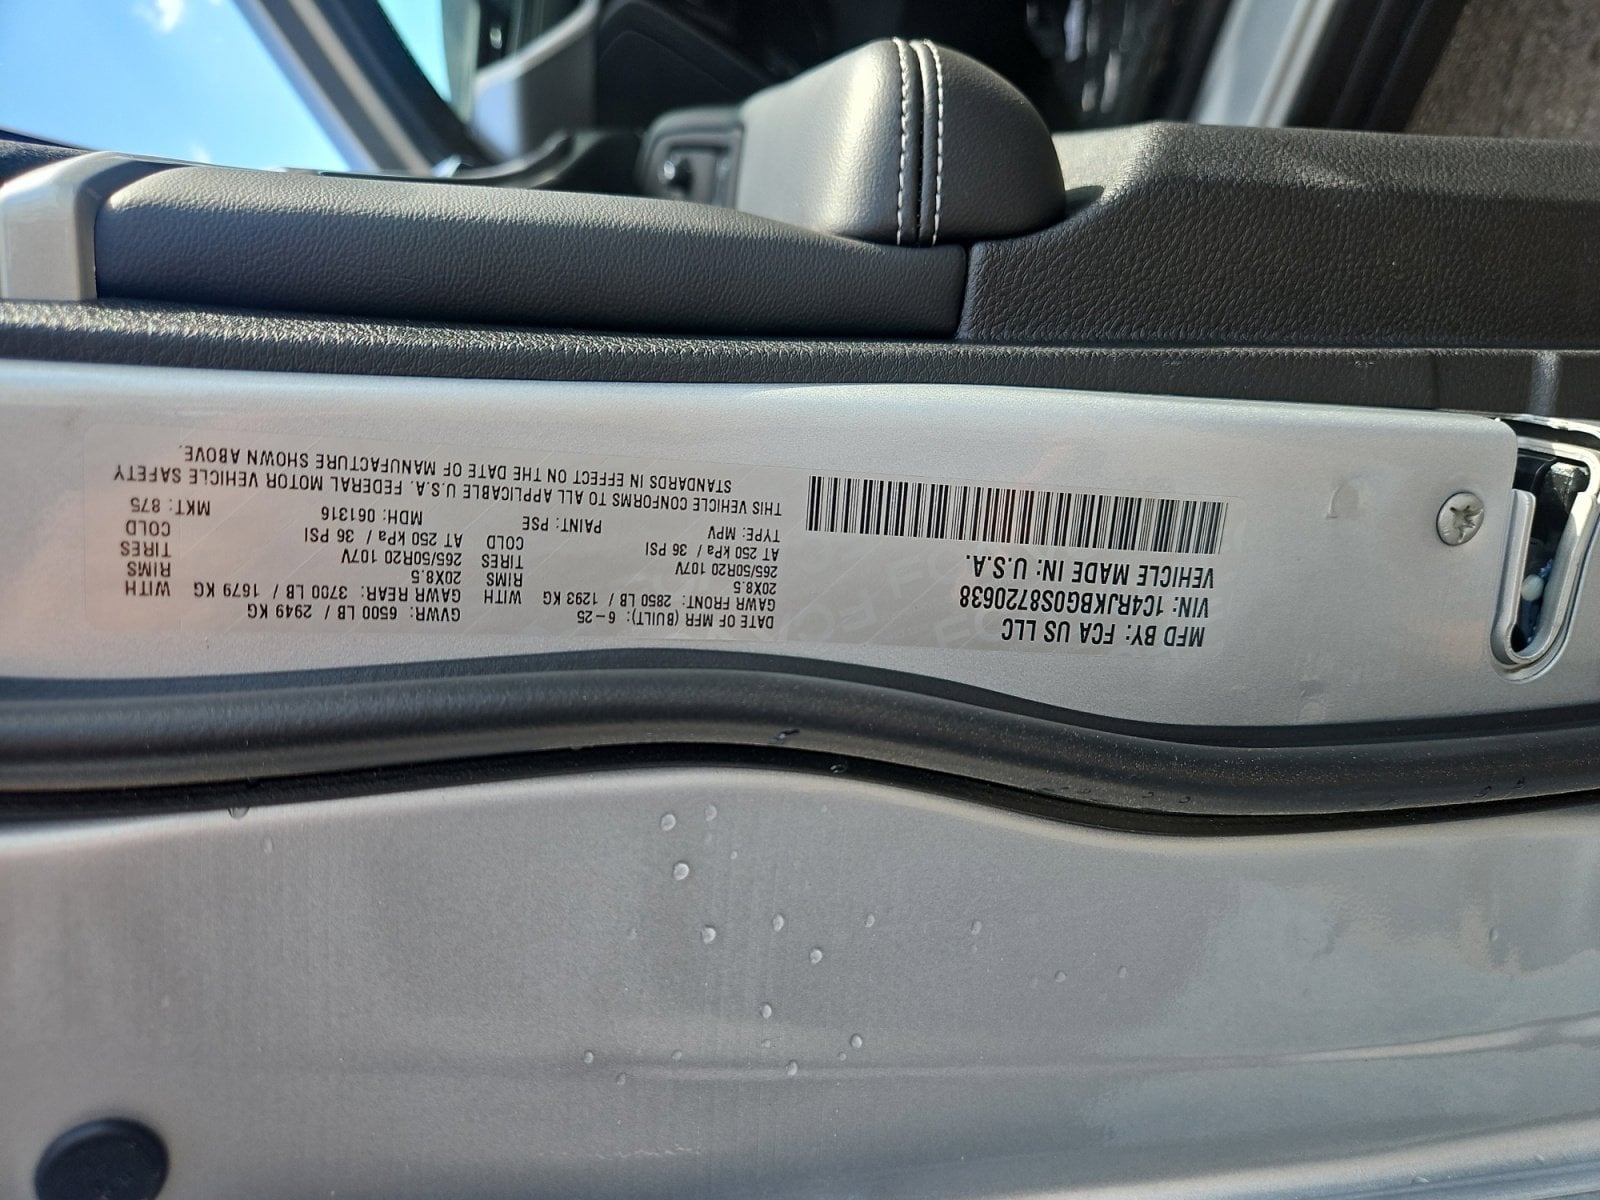 MFD BY: FCA US LLC
VIN: 1C4RJKBG0S8720638
VEHICLE MADE IN: U.S.A.
DATE OF MFR (BUILT): 6-25 GVWR: 6500 LB / 2949 KG
GAWR FRONT: 2850 LB / 1293 KG WITH GAWR REAR: 3700 LB / 1679 KG WITH
20X8.5 RIMS 20X8.5 RIMS
265/50R20 107V TIRES 265/50R20 107V TIRES
AT 250 kPa / 36 PSI COLD AT 250 kPa / 36 PSI COLD
TYPE: MPV PAINT: PSE MDH: 061316 MKT: 875
THIS VEHICLE CONFORMS TO ALL APPLICABLE U.S.A. FEDERAL MOTOR VEHICLE SAFETY
STANDARDS IN EFFECT ON THE DATE OF MANUFACTURE SHOWN ABOVE.